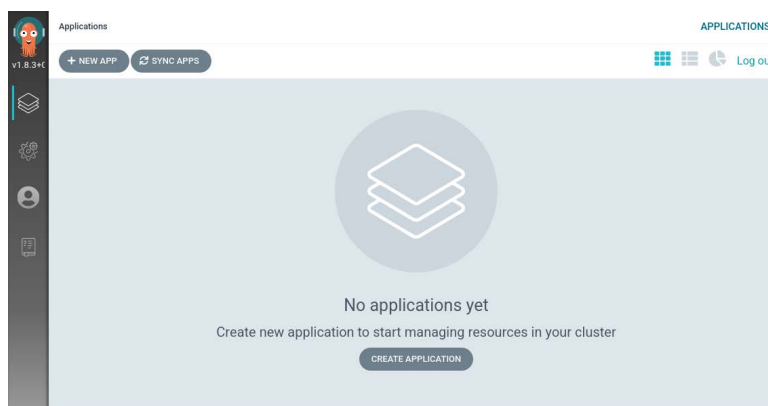 Applications
APPLICATIONS
v1.8.3+
+ NEW APP
SYNC APPS
Log ou
No applications yet
Create new application to start managing resources in your cluster
CREATE APPLICATION